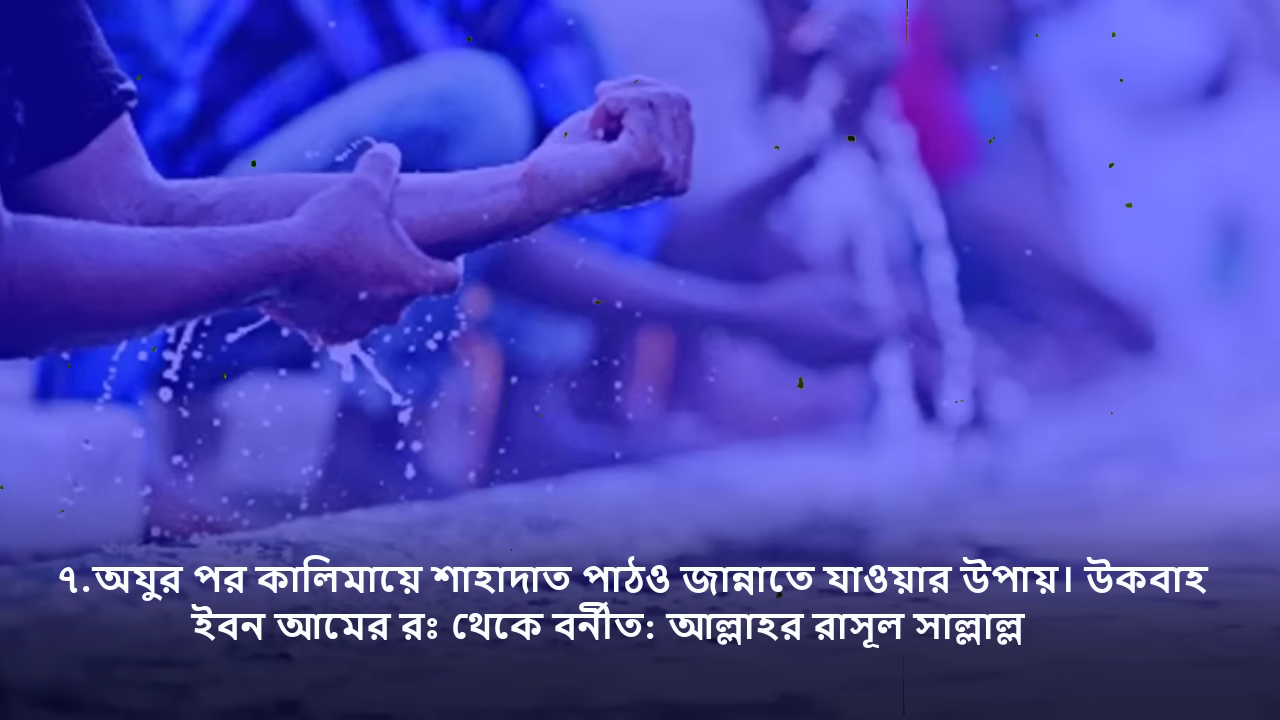 ৭.অযুর পর কালিমায়ে শাহাদাত পাঠও জান্নাতে যাওয়ার উপায়। উকবাহ
ইবন আমের রঃ থেকে বর্নীত: আল্লাহর রাসূল সাল্লাল্ল